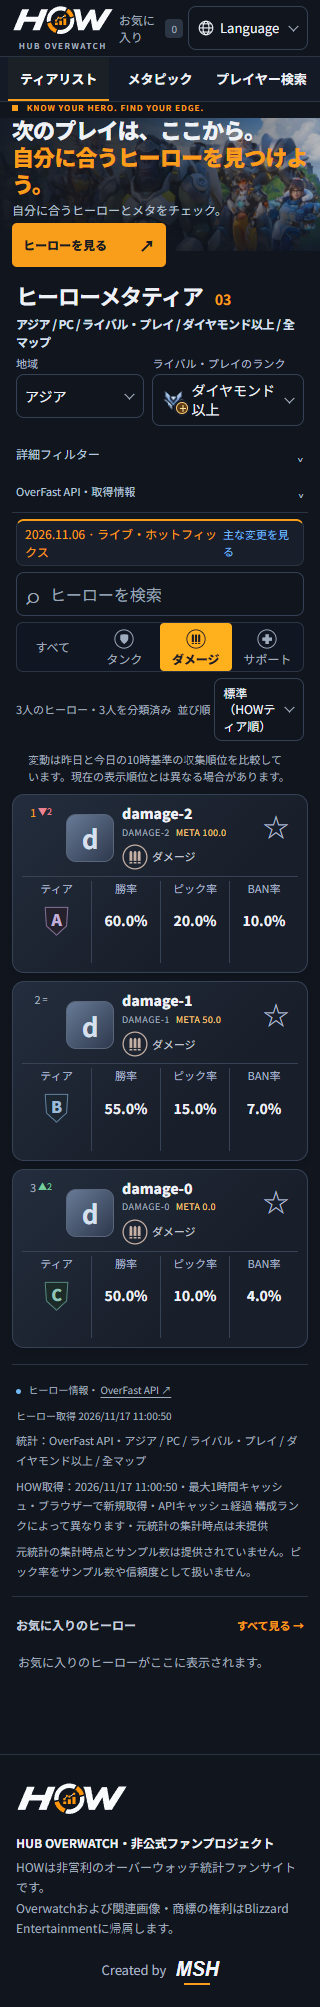 HOW
HUB OVERWATCH
お気に
入り
0
Language
ティアリスト
メタピック
プレイヤー検索
KNOW YOUR HERO. FIND YOUR EDGE.
次のプレイは、ここから。
自分に合うヒーローを見つけよ
う。
自分に合うヒーローとメタをチェック。
ヒーローを見る ↗
ヒーローメタティア 03
アジア / PC / ライバル・プレイ / ダイヤモンド以上 / 全
マップ
地域
ライバル・プレイのランク
アジア
ダイヤモンド
以上
詳細フィルター
OverFast API・取得情報
2026.11.06 · ライブ・ホットフィッ
クス
主な変更を見
る
ヒーローを検索
すべて
タンク
ダメージ
サポート
3人のヒーロー・3人を分類済み
並び順
標準
（HOWテ
ィア順）
変動は昨日と今日の10時基準の収集順位を比較して
います。現在の表示順位とは異なる場合があります。
1 ▼2
d
damage-2
DAMAGE-2 META 100.0
ダメージ
ティア 勝率 ピック率 BAN率
A 60.0% 20.0% 10.0%
2 =
d
damage-1
DAMAGE-1 META 50.0
ダメージ
ティア 勝率 ピック率 BAN率
B 55.0% 15.0% 7.0%
3 ▲2
d
damage-0
DAMAGE-0 META 0.0
ダメージ
ティア 勝率 ピック率 BAN率
C 50.0% 10.0% 4.0%
ヒーロー情報・ OverFast API ↗
ヒーロー取得 2026/11/17 11:00:50
統計：OverFast API・アジア / PC / ライバル・プレイ / ダ
イヤモンド以上 / 全マップ
HOW取得：2026/11/17 11:00:50・最大1時間キャッシ
ュ・ブラウザーで新規取得・APIキャッシュ経過 構成ラン
クによって異なります・元統計の集計時点は未提供
元統計の集計時点とサンプル数は提供されていません。ピ
ック率をサンプル数や信頼度として扱いません。
お気に入りのヒーロー
すべて見る →
お気に入りのヒーローがここに表示されます。
HOW
HUB OVERWATCH・非公式ファンプロジェクト
HOWは非営利のオーバーウォッチ統計ファンサイト
です。
Overwatchおよび関連画像・商標の権利はBlizzard
Entertainmentに帰属します。
Created by MSH